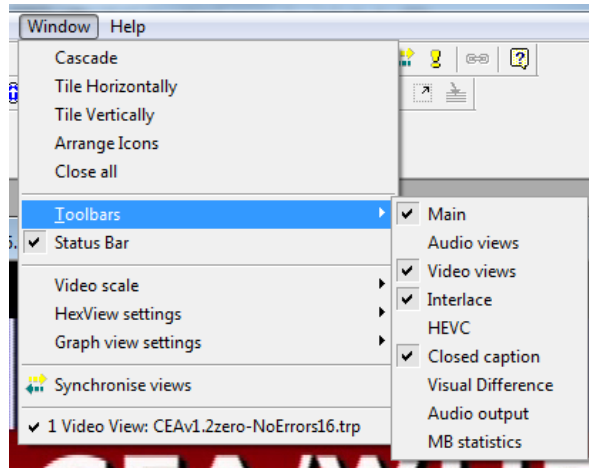 Window Help
Cascade
Tile Horizontally
Tile Vertically
Arrange Icons
Close all
Toolbars
Status Bar
Video scale
HexView settings
Graph view settings
Synchronise views
1 Video View: CEAv1.2zero-NoErrors16.trp
Main
Audio views
Video views
Interlace
HEVC
Closed caption
Visual Difference
Audio output
MB statistics